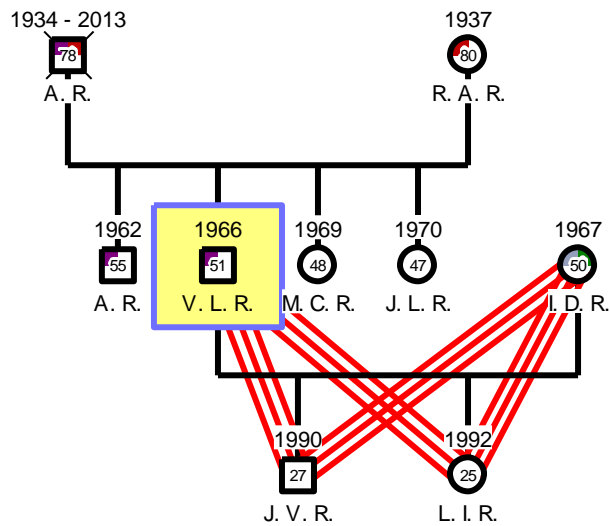 1934 - 2013 1937
78 80
A. R. R. A. R.
1962 1966 1969 1970 1967
55 51 48 47 50
A. R. V. L. R. M. C. R. J. L. R. I. D. R.
1990 1992
27 25
J. V. R. L. I. R.